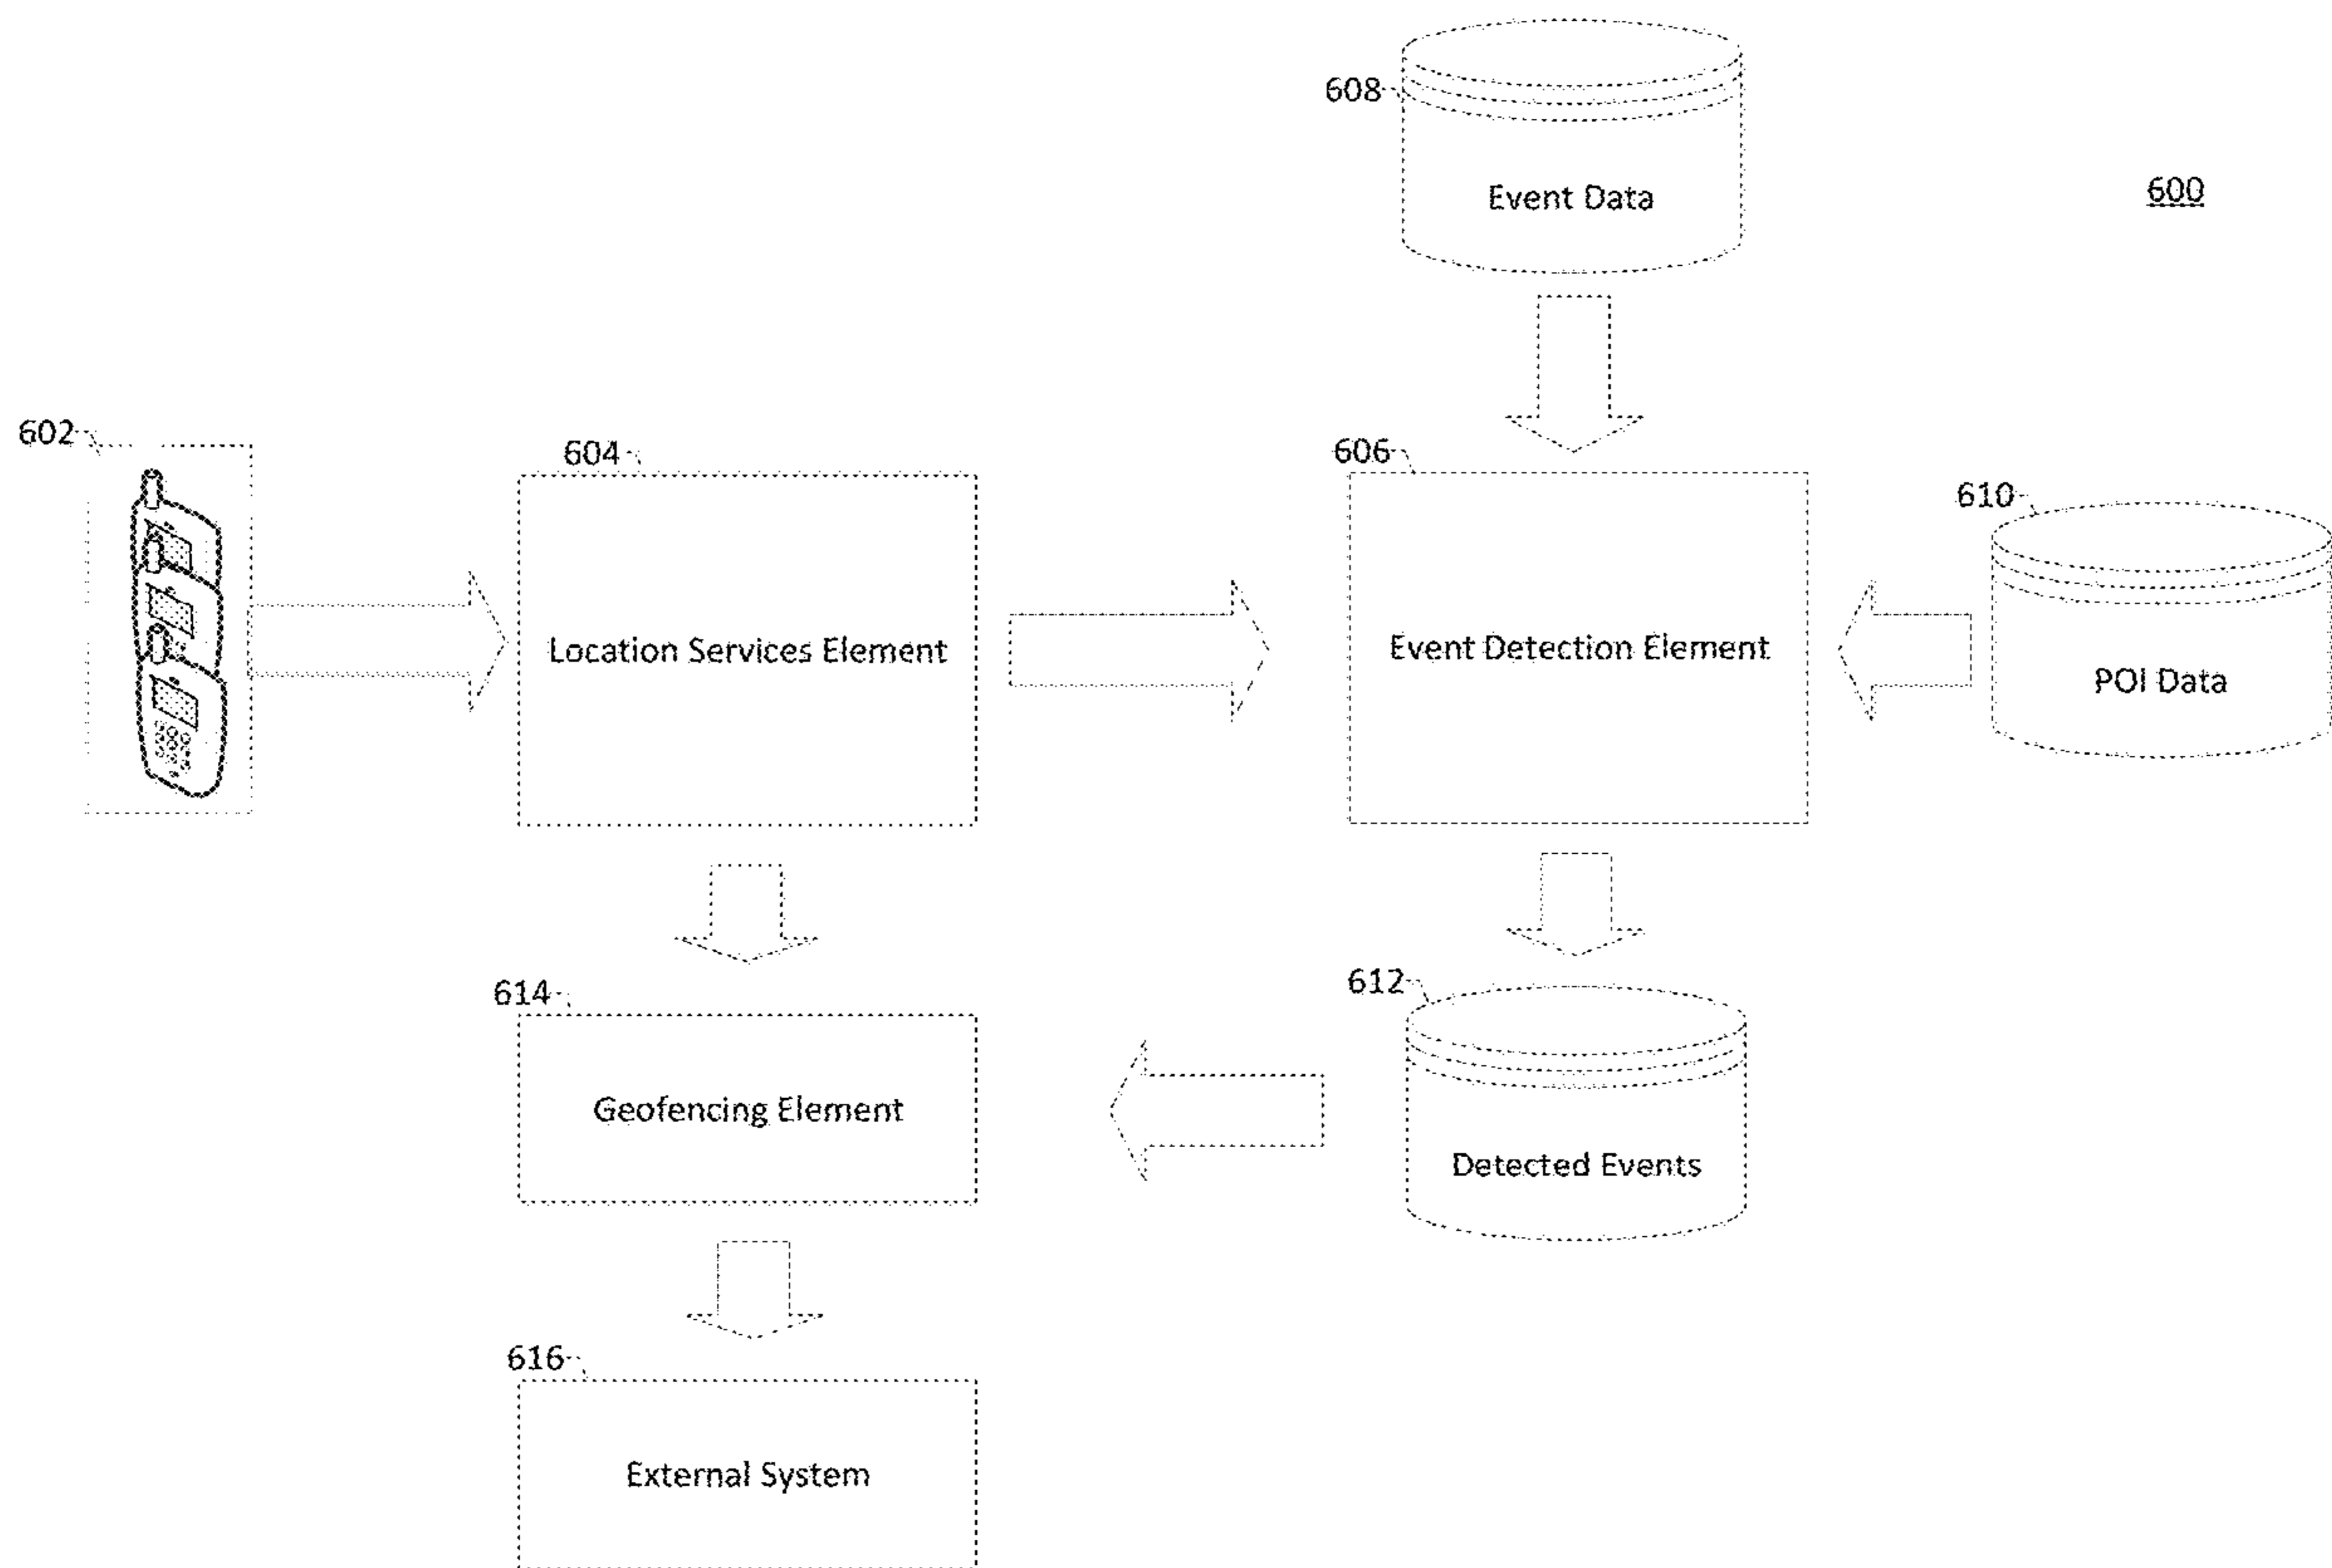 608
Event Data
600
602
604
606
610
Location Services Element
Event Detection Element
POI Data
614
612
Geofencing Element
Detected Events
616
External System